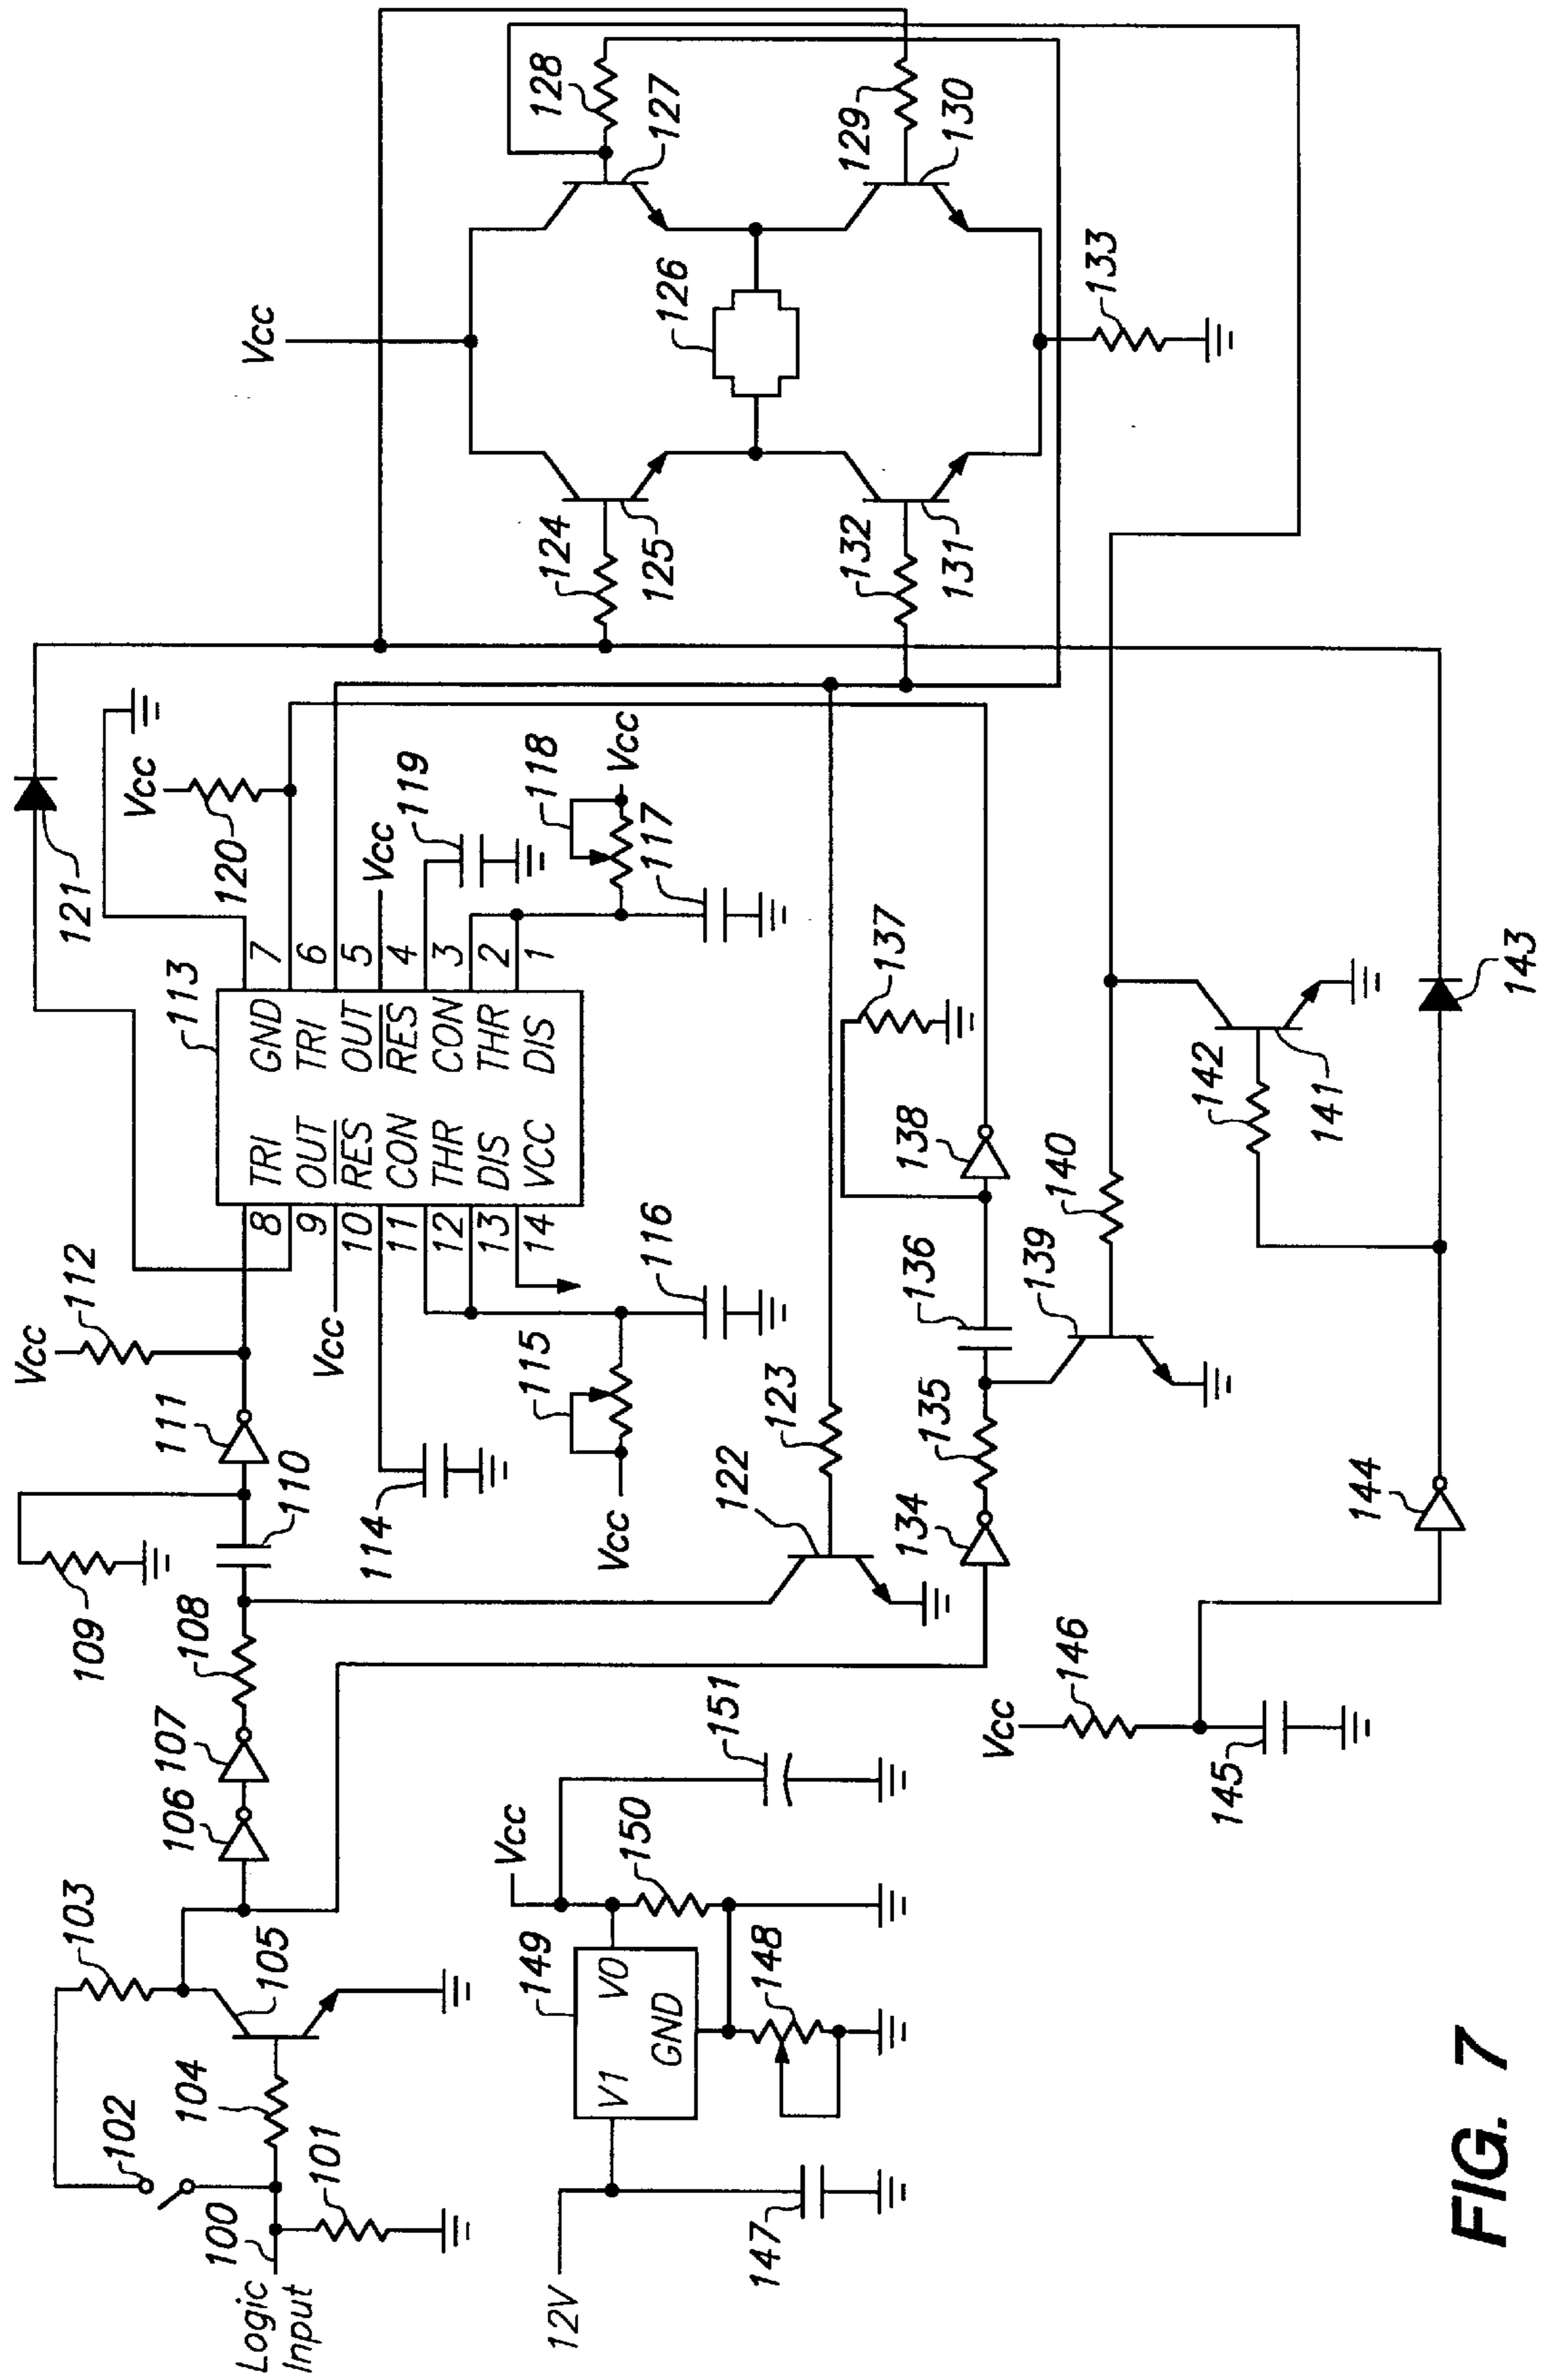 Logic
Input
100
101
102
103
104
105
106
107
108
109
110
111
Vcc
112
113
TRI
OUT
RES
CON
THR
DIS
VCC
8
9
10
11
12
13
14
GND
TRI
OUT
RES
CON
THR
DIS
7
6
5
4
3
2
1
Vcc
114
115
Vcc
116
117
118
Vcc
Vcc
119
Vcc
120
121
122
123
124
125
126
127
128
129
130
131
132
133
Vcc
134
135
136
137
138
139
140
141
142
143
144
145
146
Vcc
12V
147
148
149
V1
VO
GND
150
151
Vcc
FIG. 7